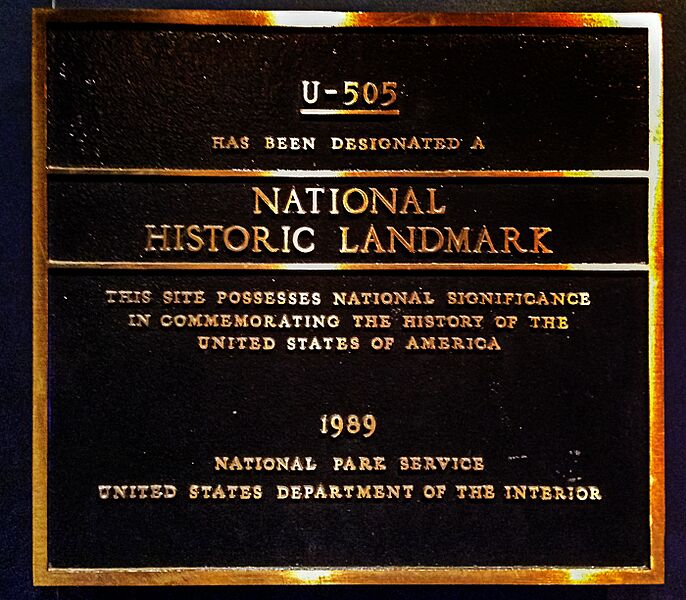 U-505
HAS BEEN DESIGNATED A
NATIONAL
HISTORIC LANDMARK
THIS SITE POSSESSES NATIONAL SIGNIFICANCE
IN COMMEMORATING THE HISTORY OF THE
UNITED STATES OF AMERICA
1989
NATIONAL PARK SERVICE
UNITED STATES DEPARTMENT OF THE INTERIOR